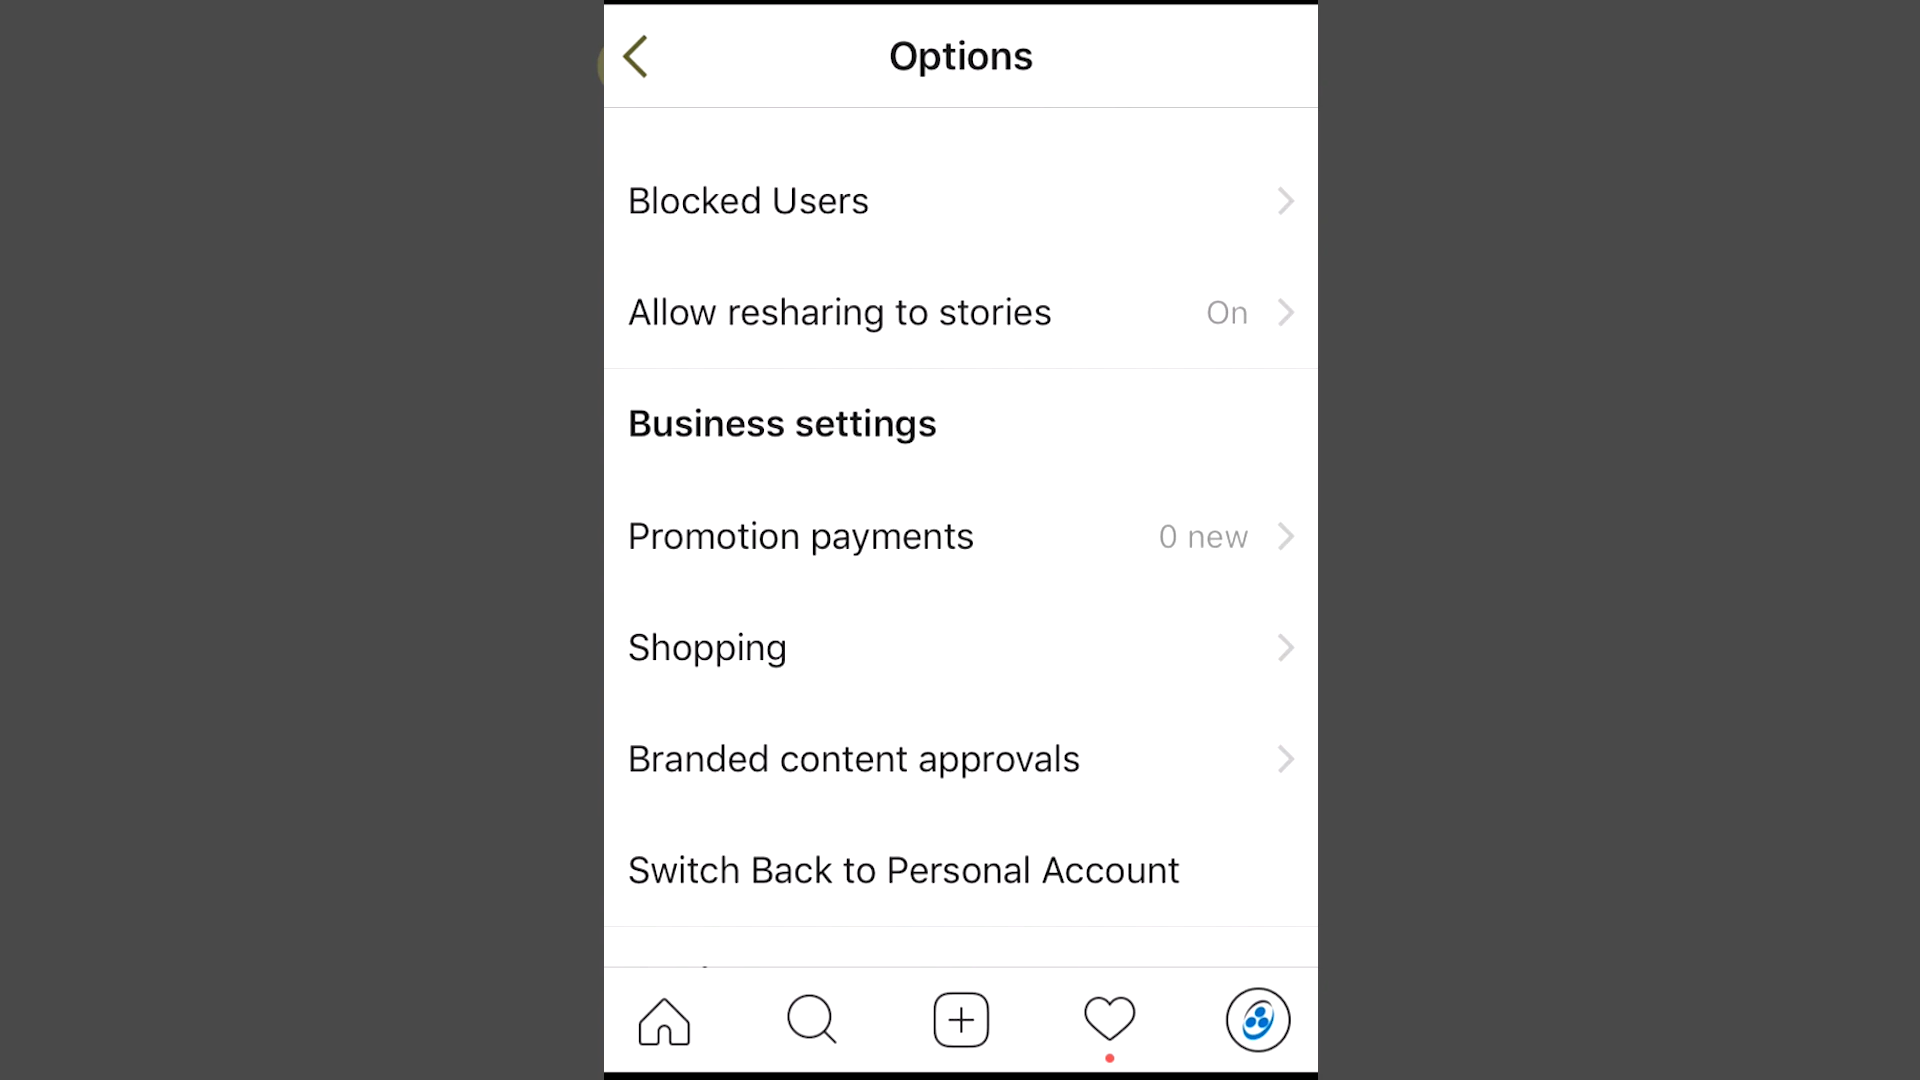 Options
Blocked Users
Allow resharing to stories On
Business settings
Promotion payments 0 new
Shopping
Branded content approvals
Switch Back to Personal Account